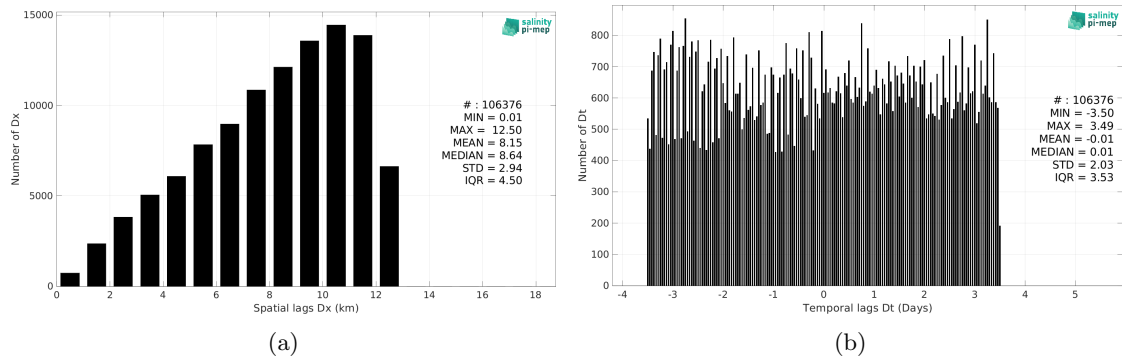 15000
10000
5000
0
Number of Dx
0 2 4 6 8 10 12 14 16 18
Spatial lags Dx (km)
salinity
pi-mep
# : 106376
MIN = 0.01
MAX = 12.50
MEAN = 8.15
MEDIAN = 8.64
STD = 2.94
IQR = 4.50
(a)
800
700
600
500
400
300
200
100
0
Number of Dt
-4 -3 -2 -1 0 1 2 3 4 5
Temporal lags Dt (Days)
salinity
pi-mep
# : 106376
MIN = -3.50
MAX = 3.49
MEAN = -0.01
MEDIAN = 0.01
STD = 2.03
IQR = 3.53
(b)